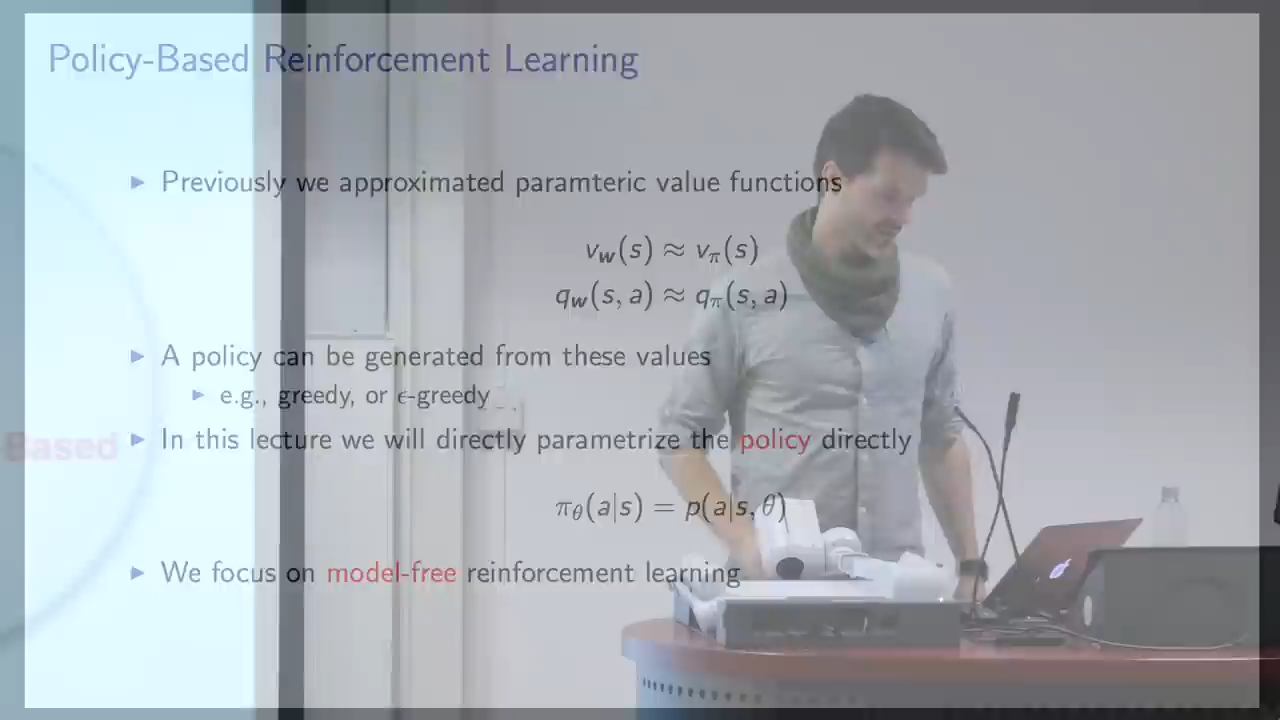 Policy-Based Reinforcement Learning
► Previously we approximated paramteric value functions
v_w(s) ≈ v_π(s)
q_w(s, a) ≈ q_π(s, a)
► A policy can be generated from these values
► e.g., greedy, or ϵ-greedy
Based
► In this lecture we will directly parametrize the policy directly
π_θ(a|s) = p(a|s, θ)
► We focus on model-free reinforcement learning